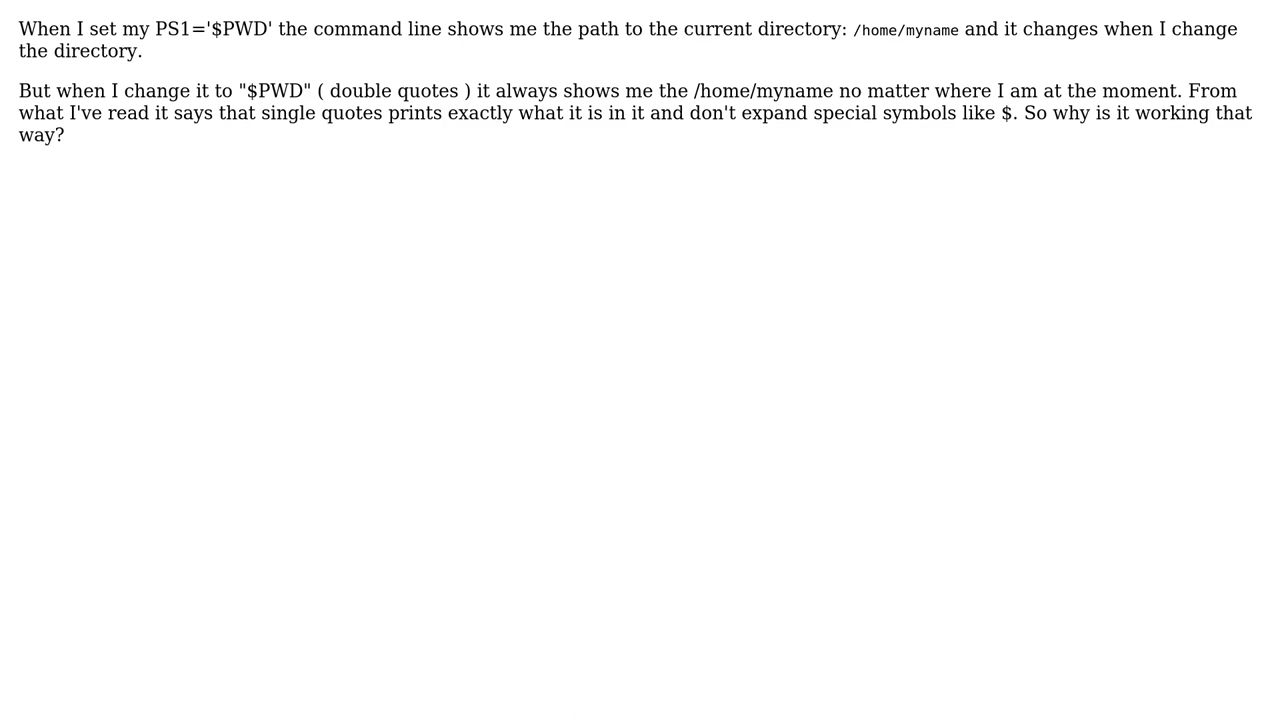 When I set my PS1='$PWD' the command line shows me the path to the current directory: /home/myname and it changes when I change
the directory.
But when I change it to "$PWD" ( double quotes ) it always shows me the /home/myname no matter where I am at the moment. From
what I've read it says that single quotes prints exactly what it is in it and don't expand special symbols like $. So why is it working that
way?